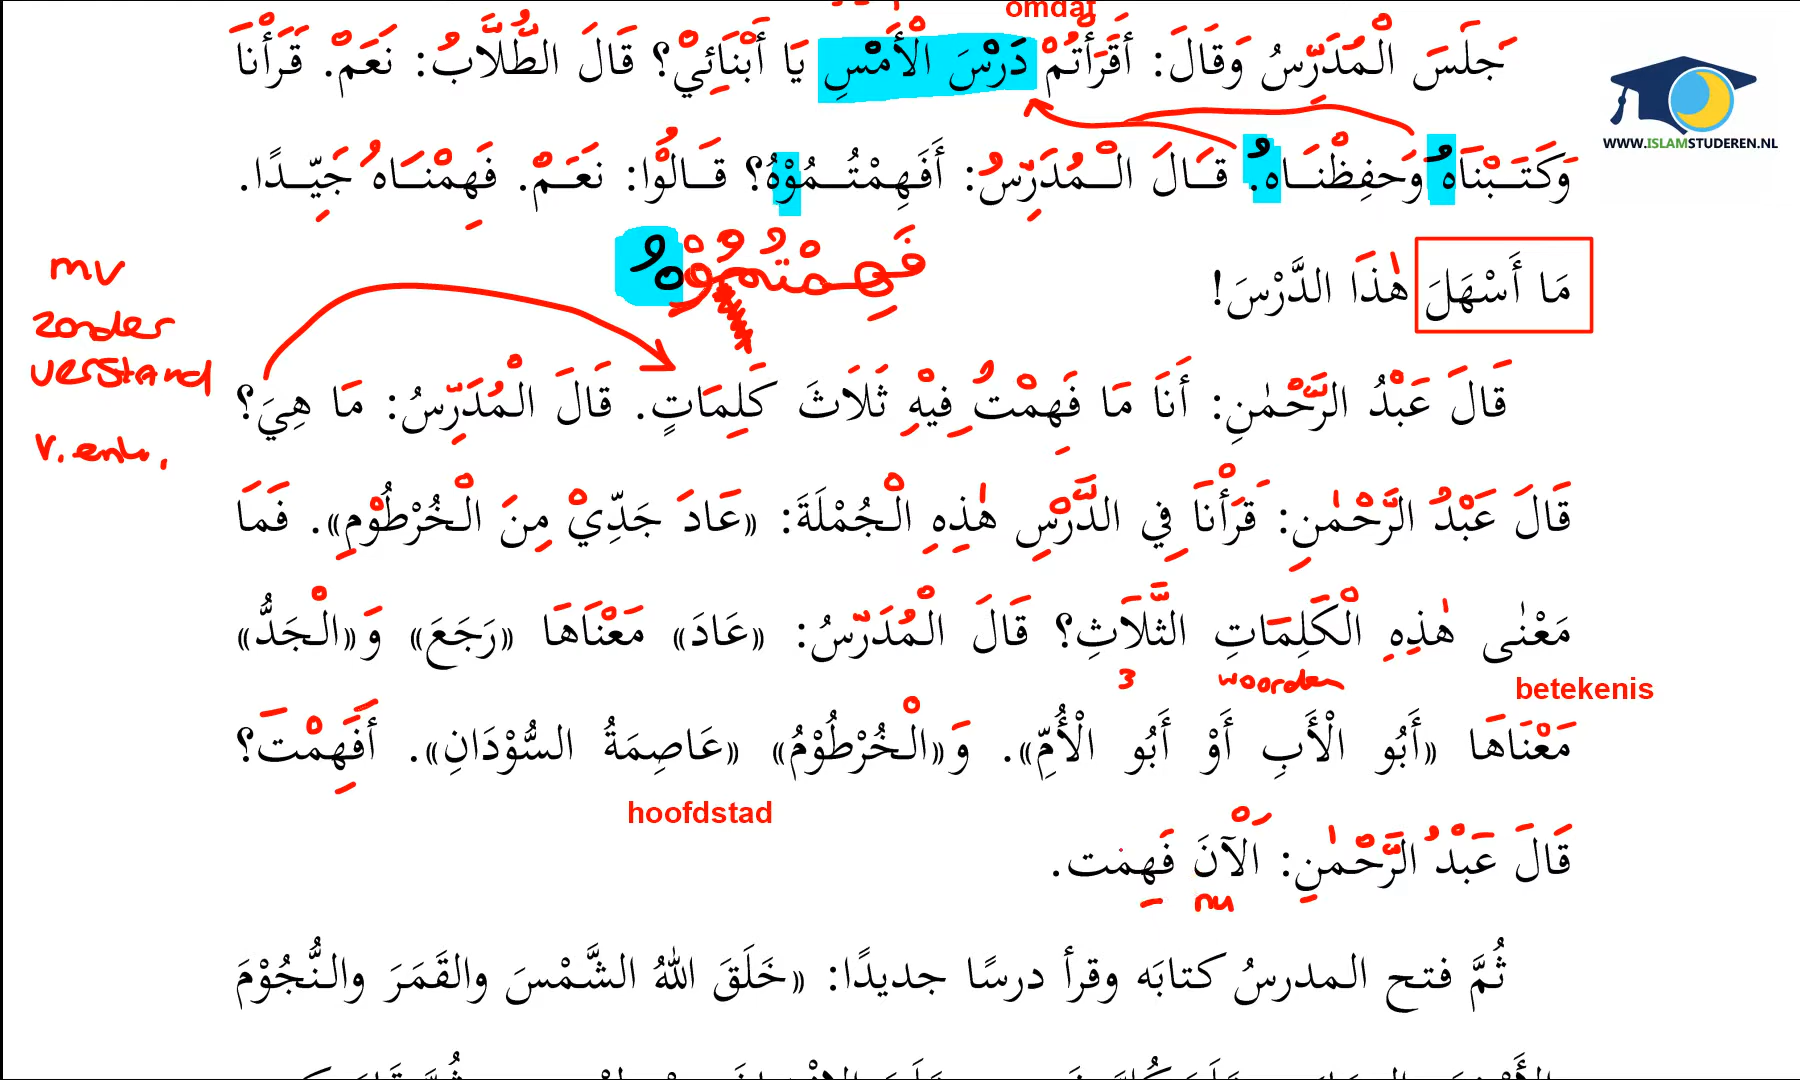 omdat
جَلَسَ الْمُدَرِّسُ وَقَالَ: أَقَرَأْتُمْ دَرْسَ الْأَمْسِ يَا أَبْنَائِيْ؟ قَالَ الطُّلَّابُ: نَعَمْ. قَرَأْنَا
WWW.ISLAMSTUDEREN.NL
وَكَتَبْنَاهُ وَحَفِظْنَاهُ. قَالَ الْمُدَرِّسُ: أَفَهِمْتُمُوْهُ؟ قَالُوْا: نَعَمْ. فَهِمْنَاهُ جَيِّدًا.
فَهِمْتُمُوْهُ
مَا أَسْهَلَ هٰذَا الدَّرْسَ!
mv
zonder
verstand
قَالَ عَبْدُ الرَّحْمٰنِ: أَنَا مَا فَهِمْتُ فِيْهِ ثَلَاثَ كَلِمَاتٍ. قَالَ الْمُدَرِّسُ: مَا هِيَ؟
v. enk.
قَالَ عَبْدُ الرَّحْمٰنِ: قَرَأْنَا فِي الدَّرْسِ هٰذِهِ الْجُمْلَةَ: «عَادَ جَدِّيْ مِنَ الْخُرْطُوْمِ». فَمَا
مَعْنٰى هٰذِهِ الْكَلِمَاتِ الثَّلَاثِ؟ قَالَ الْمُدَرِّسُ: «عَادَ» مَعْنَاهَا «رَجَعَ» وَ«الْجَدُّ»
3 woorden
betekenis
مَعْنَاهَا «أَبُو الْأَبِ أَوْ أَبُو الْأُمِّ». وَ«الْخُرْطُوْمُ» «عَاصِمَةُ السُّوْدَانِ». أَفَهِمْتَ؟
hoofdstad
قَالَ عَبْدُ الرَّحْمٰنِ: الْآنَ فَهِمْت.
nu
ثُمَّ فتح المدرسُ كتابَه وقرأ درسًا جديدًا: «خَلَقَ اللهُ الشَّمْسَ والقَمَرَ والنُّجُوْمَ